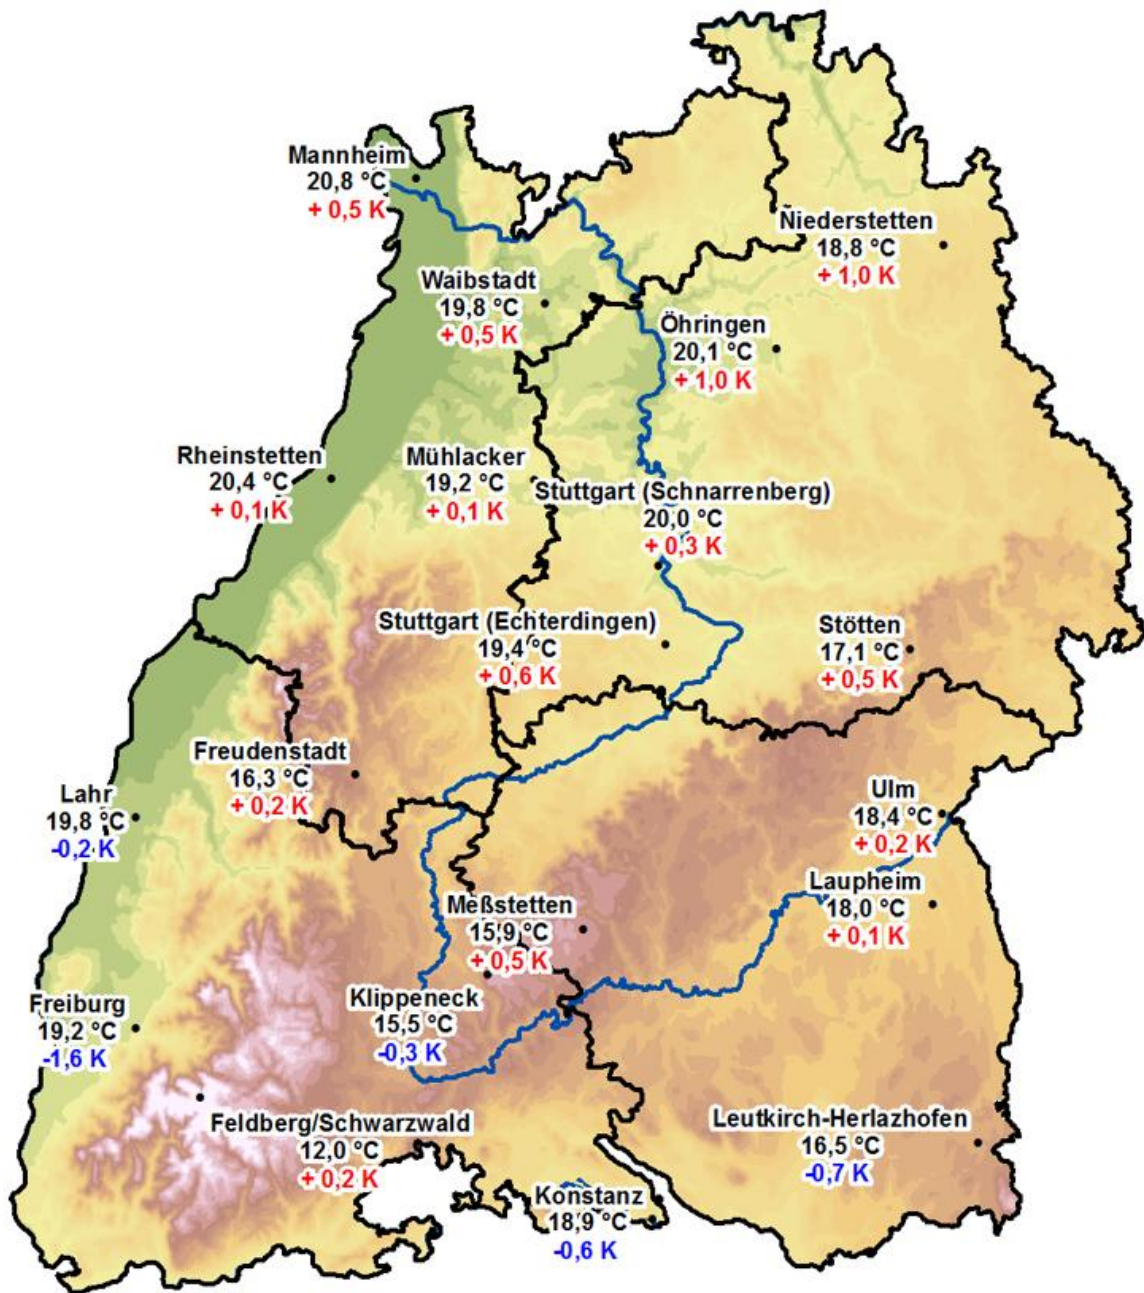 Mannheim
20,8 °C
+ 0,5 K
Niederstetten
18,8 °C
+ 1,0 K
Waibstadt
19,8 °C
+ 0,5 K
Öhringen
20,1 °C
+ 1,0 K
Rheinstetten
20,4 °C
+ 0,1 K
Mühlacker
19,2 °C
+ 0,1 K
Stuttgart (Schnarrenberg)
20,0 °C
+ 0,3 K
Stuttgart (Echterdingen)
19,4 °C
+ 0,6 K
Stötten
17,1 °C
+ 0,5 K
Freudenstadt
16,3 °C
+ 0,2 K
Lahr
19,8 °C
-0,2 K
Ulm
18,4 °C
+ 0,2 K
Laupheim
18,0 °C
+ 0,1 K
Meßstetten
15,9 °C
+ 0,5 K
Freiburg
19,2 °C
-1,6 K
Klippeneck
15,5 °C
-0,3 K
Feldberg/Schwarzwald
12,0 °C
+ 0,2 K
Leutkirch-Herlazhofen
16,5 °C
-0,7 K
Konstanz
18,9 °C
-0,6 K